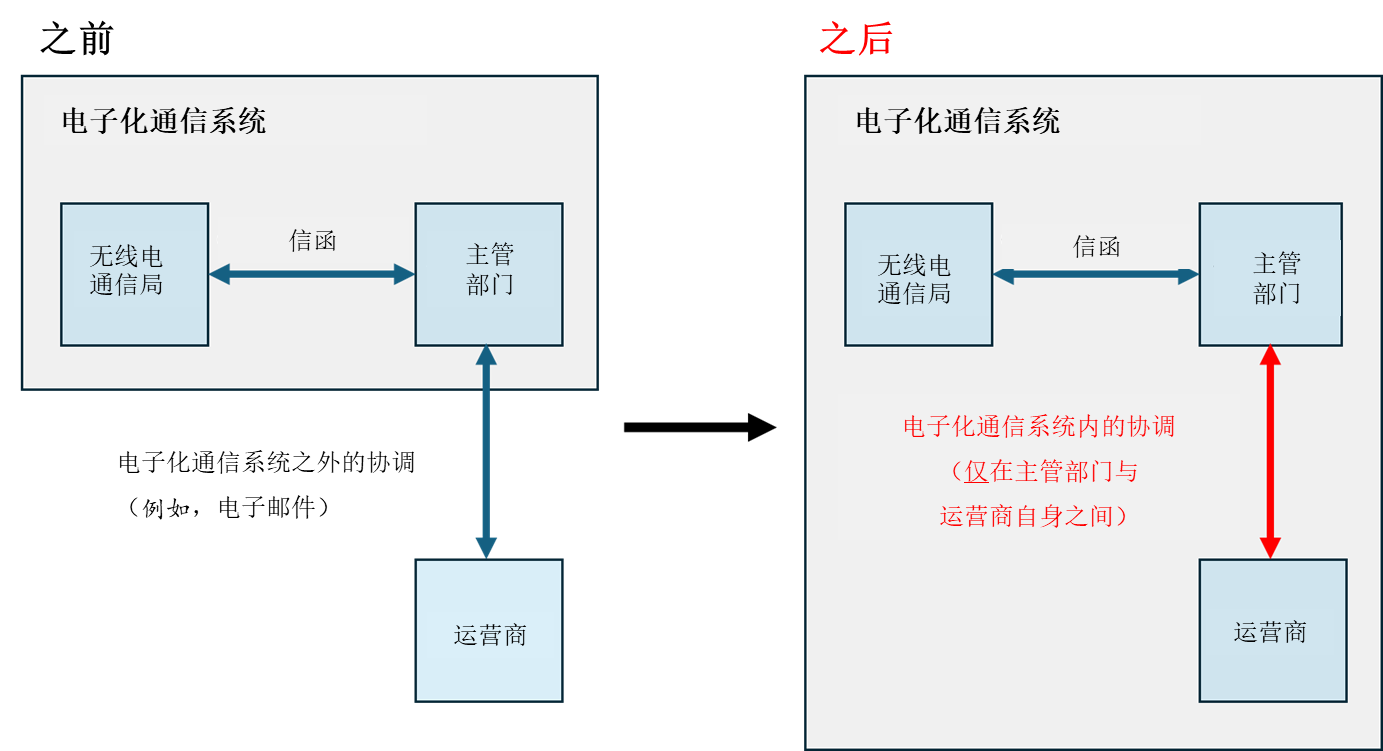 之前
电子化通信系统
无线电
通信局
信函
主管
部门
电子化通信系统之外的协调
（例如，电子邮件）
运营商
之后
电子化通信系统
无线电
通信局
信函
主管
部门
电子化通信系统内的协调
（仅在主管部门与
运营商自身之间）
运营商